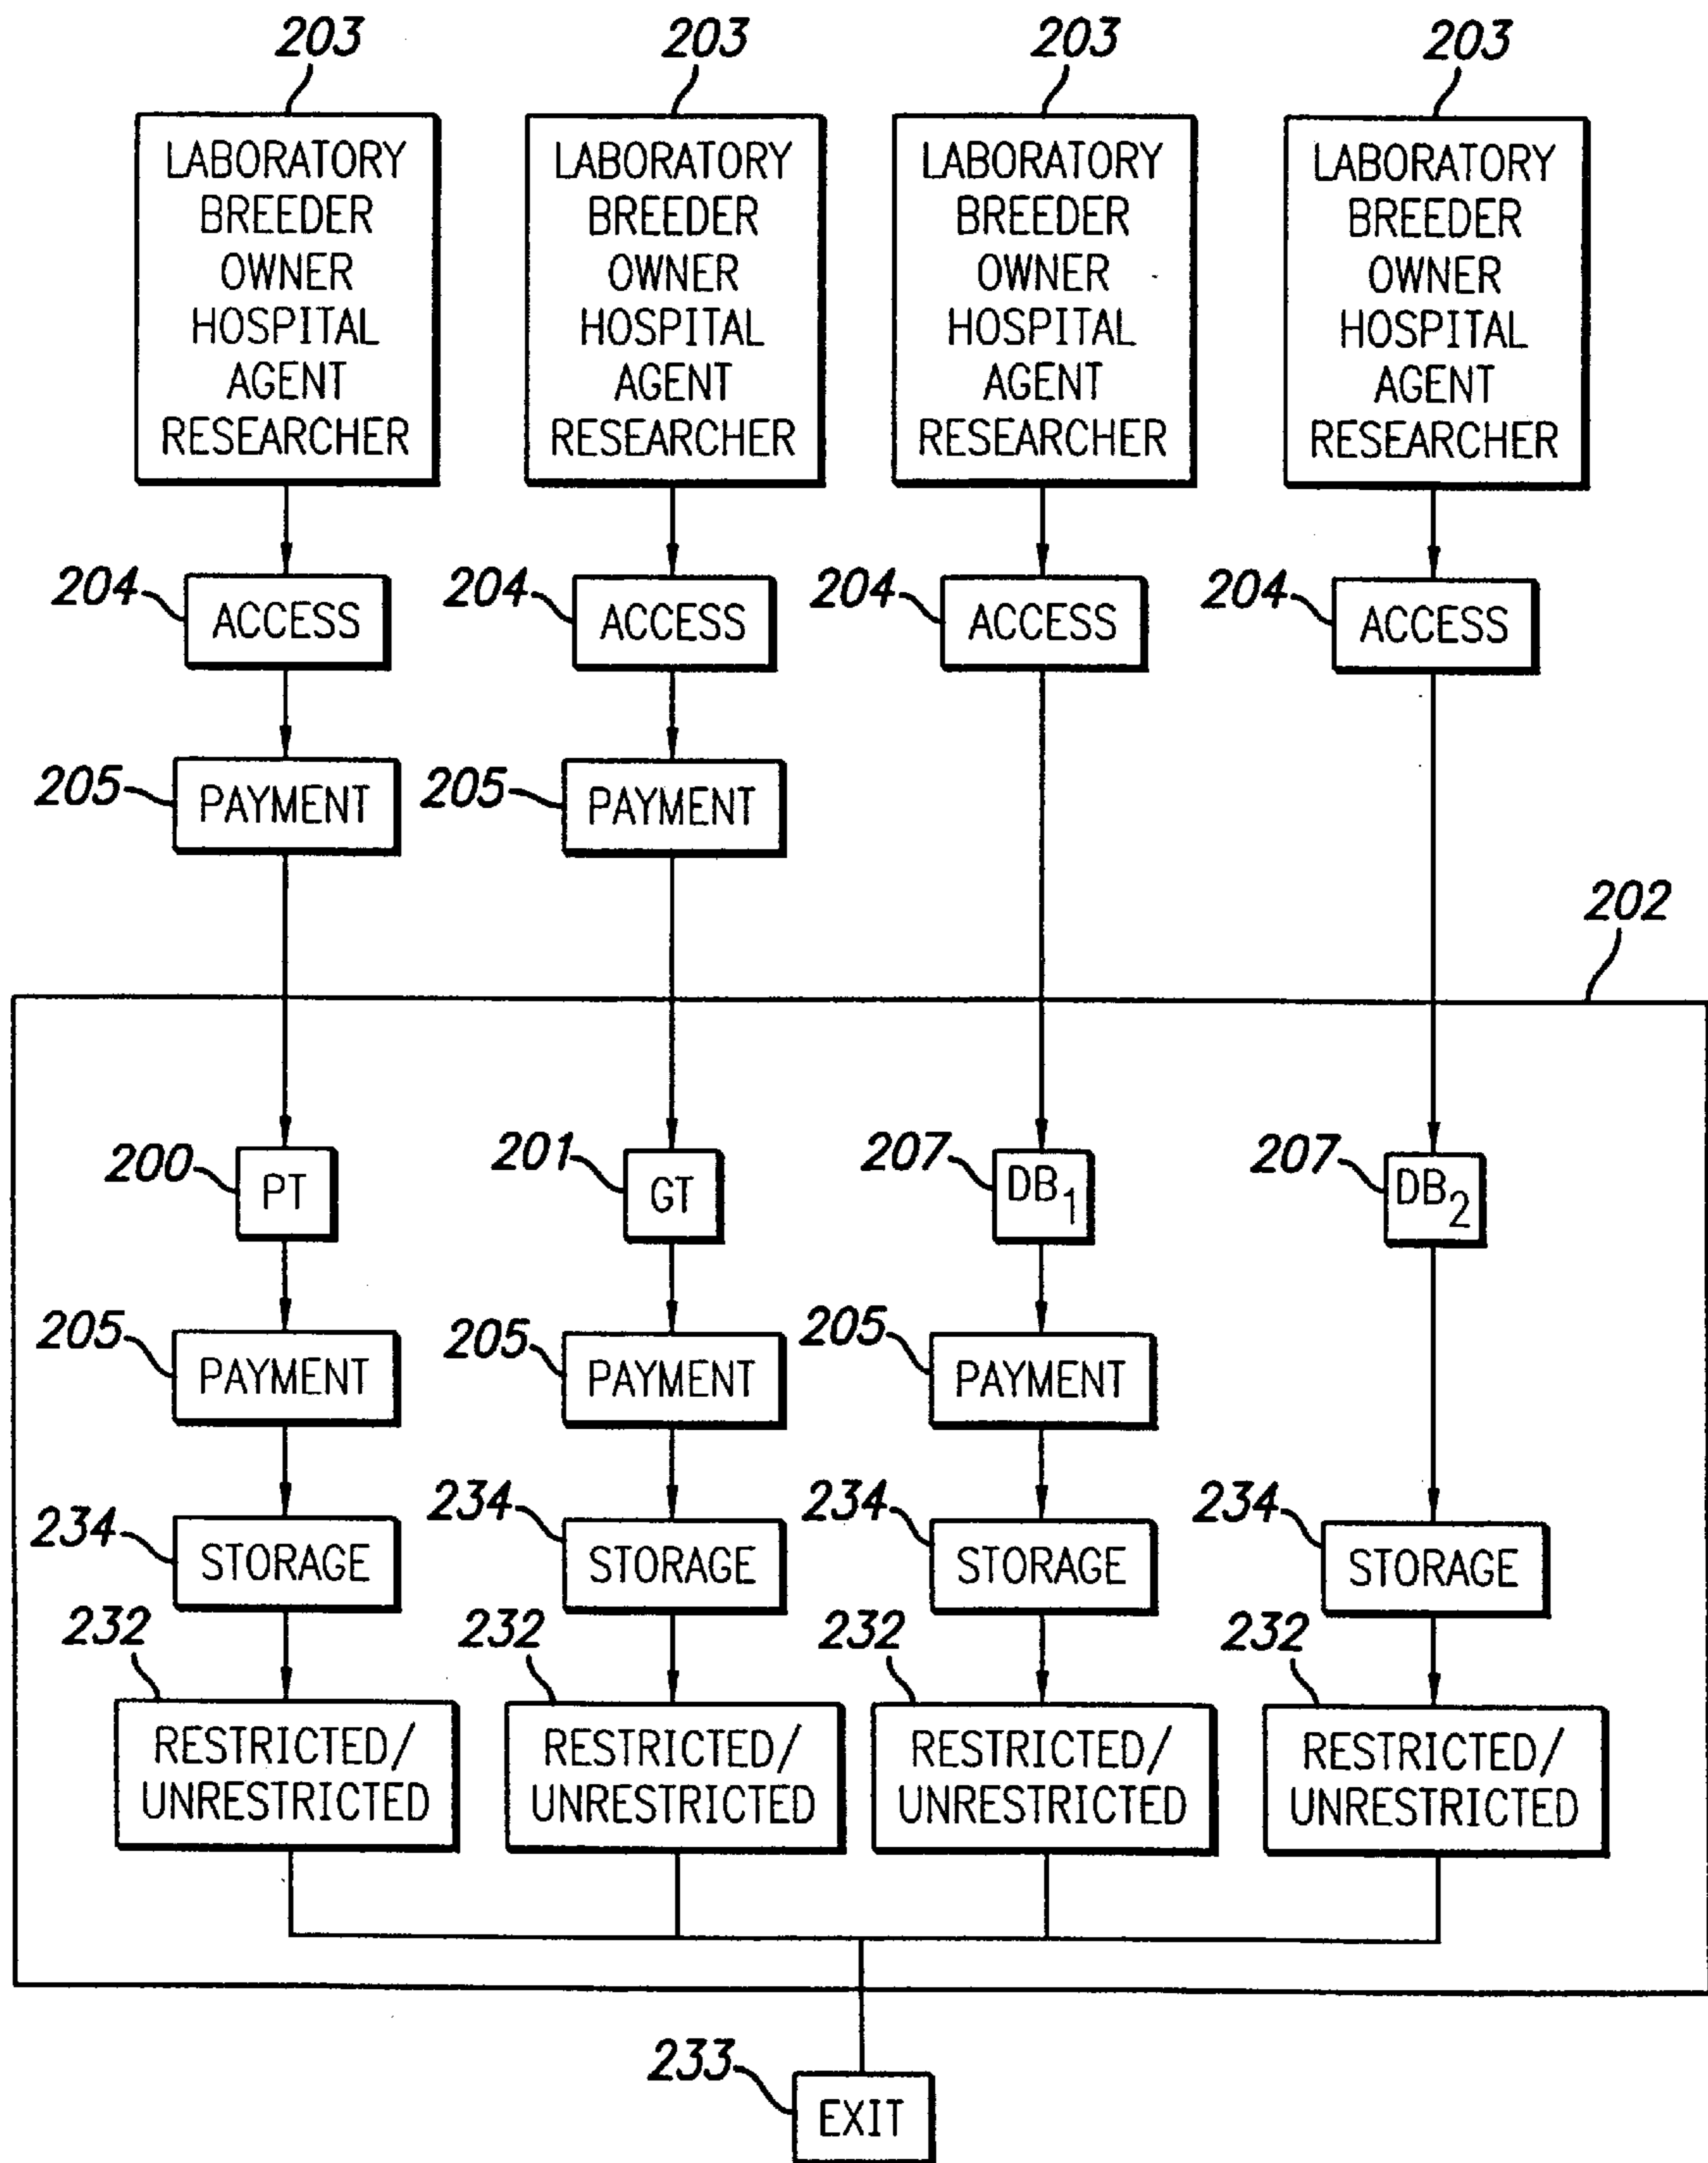 203 203 203 203
LABORATORY LABORATORY LABORATORY LABORATORY
BREEDER BREEDER BREEDER BREEDER
OWNER OWNER OWNER OWNER
HOSPITAL HOSPITAL HOSPITAL HOSPITAL
AGENT AGENT AGENT AGENT
RESEARCHER RESEARCHER RESEARCHER RESEARCHER
204 ACCESS 204 ACCESS 204 ACCESS 204 ACCESS
205 PAYMENT 205 PAYMENT
202
200 PT 201 GT 207 DB1 207 DB2
205 PAYMENT 205 PAYMENT 205 PAYMENT
234 STORAGE 234 STORAGE 234 STORAGE 234 STORAGE
232 232 232 232
RESTRICTED/ RESTRICTED/ RESTRICTED/ RESTRICTED/
UNRESTRICTED UNRESTRICTED UNRESTRICTED UNRESTRICTED
233 EXIT